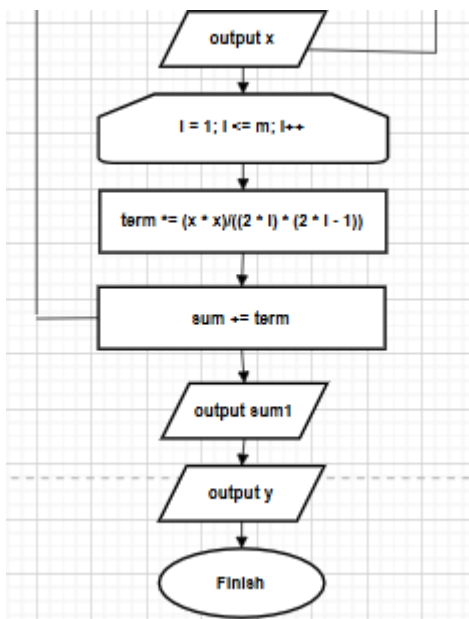 output x
I = 1; I <= m; I++
term *= (x * x)/((2 * I) * (2 * I - 1))
sum += term
output sum1
output y
Finish